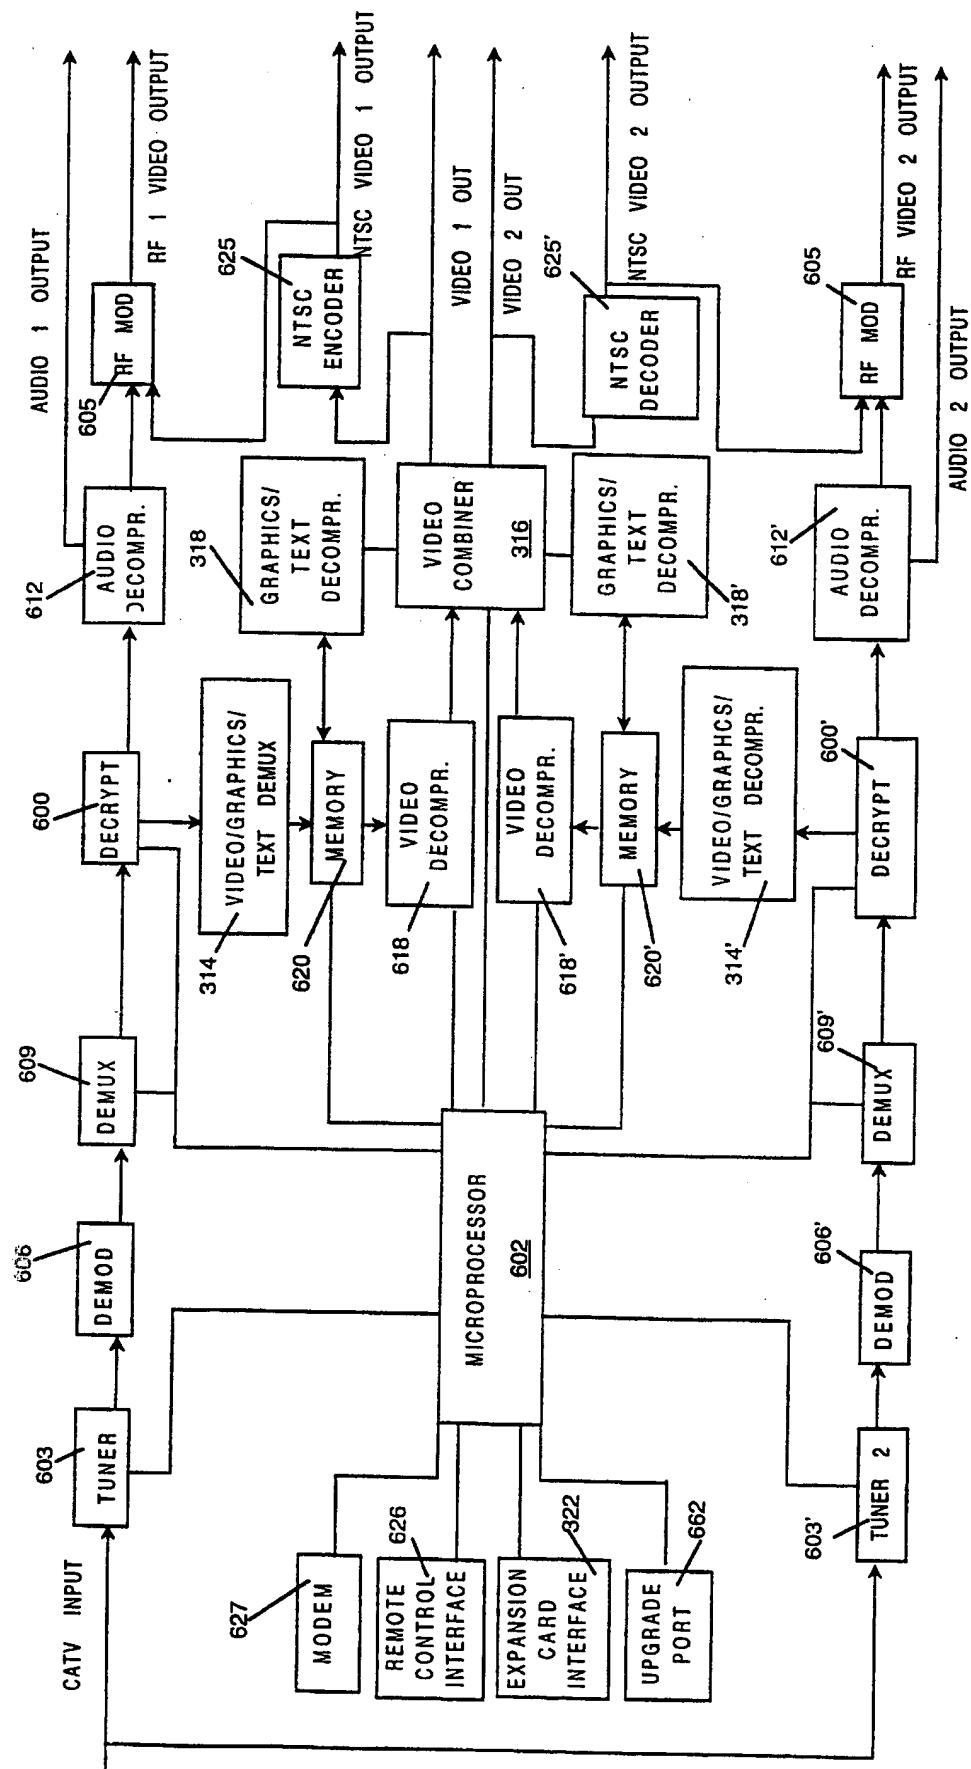 CATV INPUT
603
TUNER
606
DEMOD
609
DEMUX
600
DECRYPT
612
AUDIO
DECOMPR.
605
RF MOD
AUDIO 1 OUTPUT
RF 1 VIDEO OUTPUT
314
VIDEO/GRAPHICS/
TEXT DEMUX
318
GRAPHICS/
TEXT
DECOMPR.
625
NTSC
ENCODER
NTSC VIDEO 1 OUTPUT
620
MEMORY
618
VIDEO
DECOMPR.
VIDEO
COMBINER
316
VIDEO 1 OUT
VIDEO 2 OUT
627
MODEM
626
REMOTE
CONTROL
INTERFACE
322
EXPANSION
CARD
INTERFACE
662
UPGRADE
PORT
MICROPROCESSOR
602
618'
VIDEO
DECOMPR.
620'
MEMORY
318'
GRAPHICS/
TEXT
DECOMPR.
625'
NTSC
DECODER
NTSC VIDEO 2 OUTPUT
314'
VIDEO/GRAPHCS/
TEXT DECOMPR.
603'
TUNER 2
606'
DEMOD
609'
DEMUX
600'
DECRYPT
612'
AUDIO
DECOMPR.
605
RF MOD
RF VIDEO 2 OUTPUT
AUDIO 2 OUTPUT